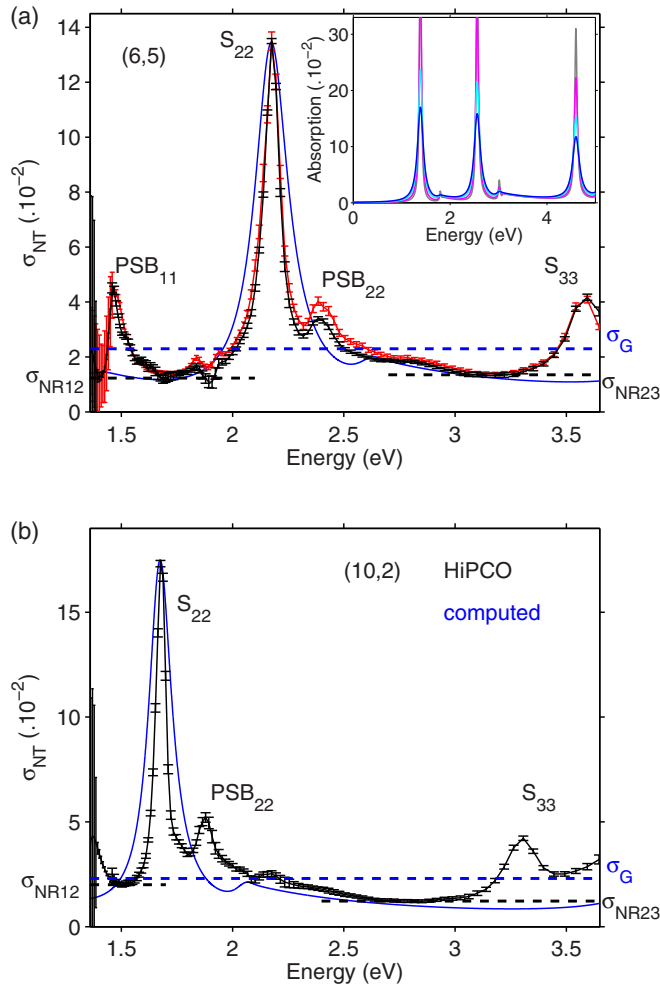 (a)
(6,5)
S22
PSB11
PSB22
S33
σG
σNR12
σNR23
σNT (.10−2)
14
12
10
8
6
4
2
0
1.5 2 2.5 3 3.5
Energy (eV)
Absorption (.10−2)
30
20
10
0
0 2 4
Energy (eV)
(b)
(10,2) HiPCO
computed
S22
PSB22
S33
σG
σNR12
σNR23
σNT (.10−2)
15
10
5
0
1.5 2 2.5 3 3.5
Energy (eV)